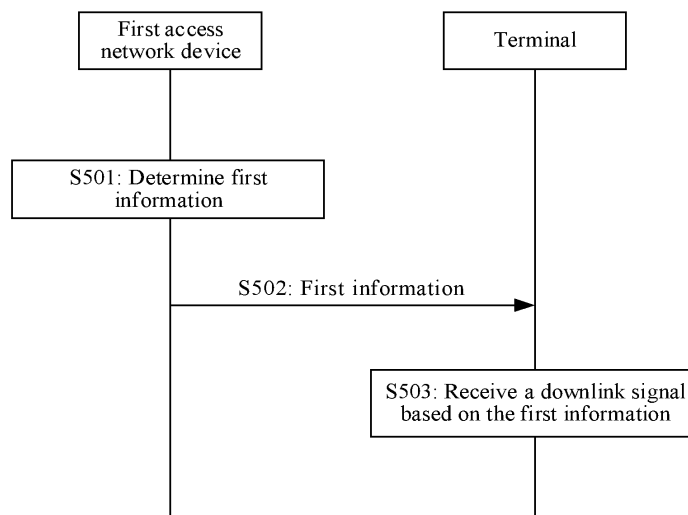 First access
network device
Terminal
S501: Determine first
information
S502: First information
S503: Receive a downlink signal
based on the first information